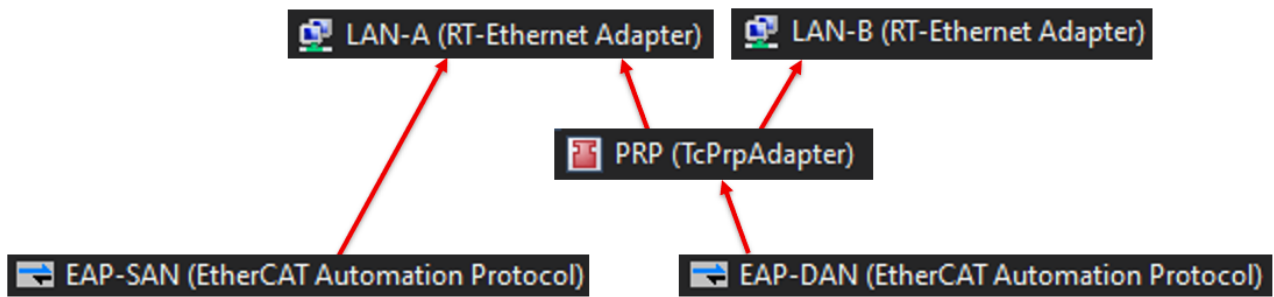 LAN-A (RT-Ethernet Adapter)
LAN-B (RT-Ethernet Adapter)
PRP (TcPrpAdapter)
EAP-SAN (EtherCAT Automation Protocol)
EAP-DAN (EtherCAT Automation Protocol)